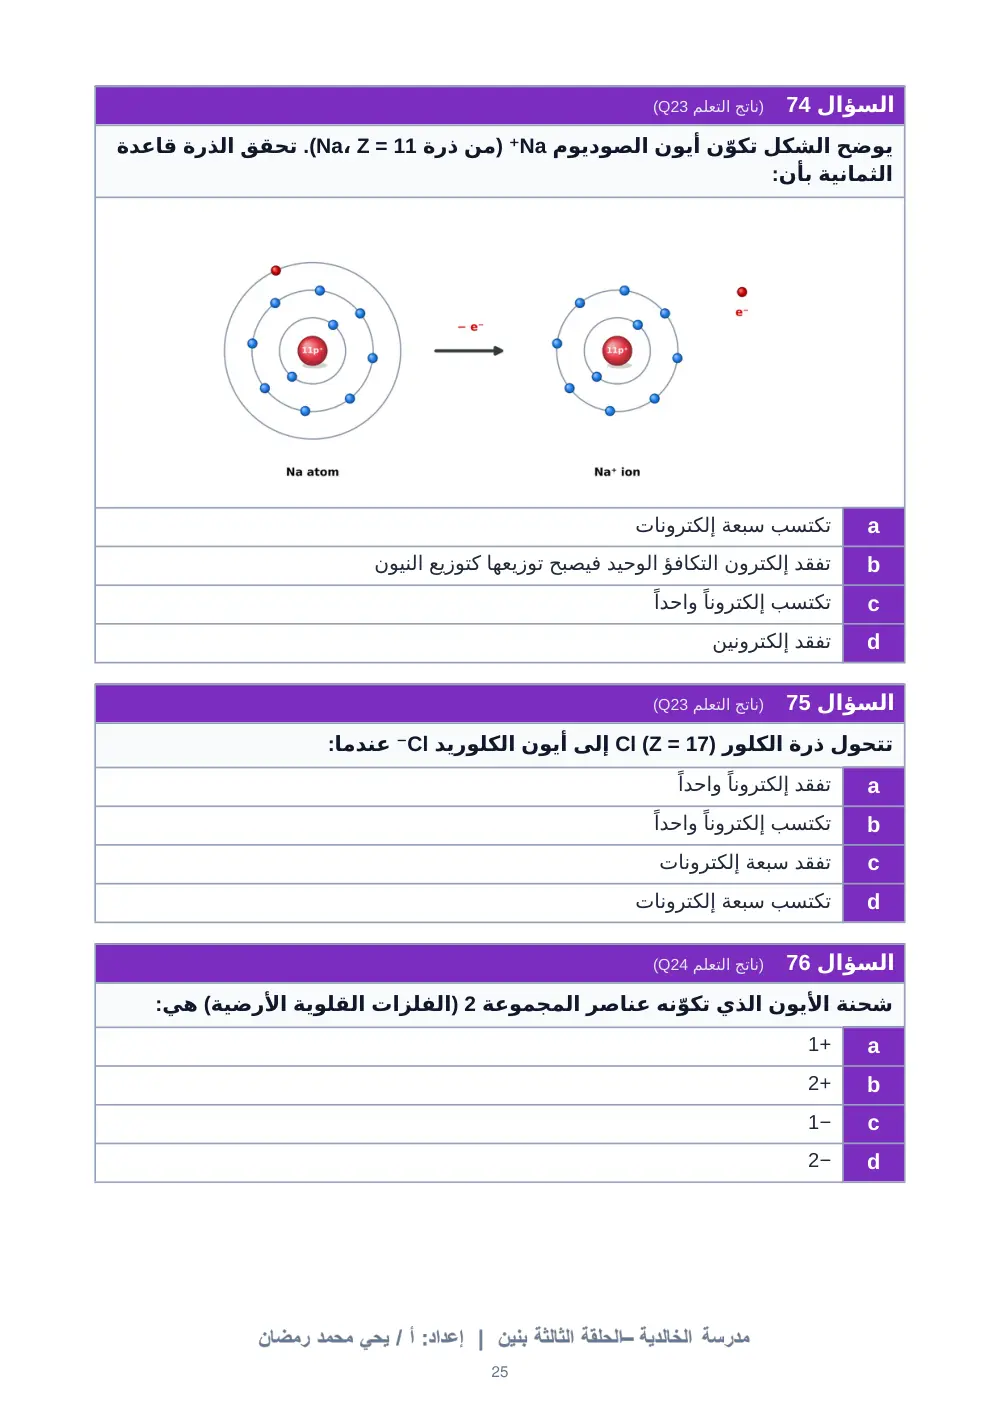 السؤال 74 (ناتج التعلم Q23)
يوضح الشكل تكوّن أيون الصوديوم Na⁺ (من ذرة Na، Z = 11). تحقق الذرة قاعدة
الثمانية بأن:
11p⁺
− e⁻
11p⁺
e⁻
Na atom
Na⁺ ion
a تكتسب سبعة إلكترونات
b تفقد إلكترون التكافؤ الوحيد فيصبح توزيعها كتوزيع النيون
c تكتسب إلكتروناً واحداً
d تفقد إلكترونين
السؤال 75 (ناتج التعلم Q23)
تتحول ذرة الكلور Cl (Z = 17) إلى أيون الكلوريد Cl⁻ عندما:
a تفقد إلكتروناً واحداً
b تكتسب إلكتروناً واحداً
c تفقد سبعة إلكترونات
d تكتسب سبعة إلكترونات
السؤال 76 (ناتج التعلم Q24)
شحنة الأيون الذي تكوّنه عناصر المجموعة 2 (الفلزات القلوية الأرضية) هي:
a 1+
b 2+
c 1−
d 2−
مدرسة الخالدية –الحلقة الثالثة بنين | إعداد: أ / يحي محمد رمضان
25